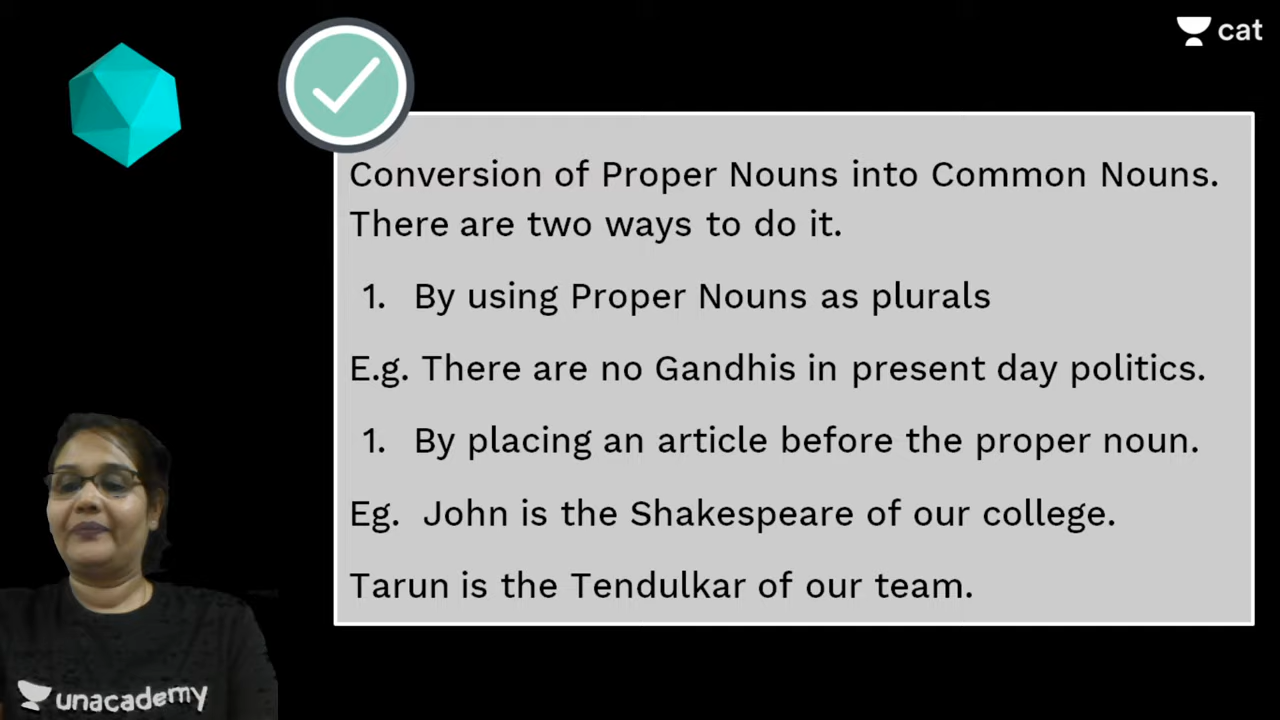 cat
Conversion of Proper Nouns into Common Nouns.
There are two ways to do it.
1. By using Proper Nouns as plurals
E.g. There are no Gandhis in present day politics.
1. By placing an article before the proper noun.
Eg. John is the Shakespeare of our college.
Tarun is the Tendulkar of our team.
unacademy